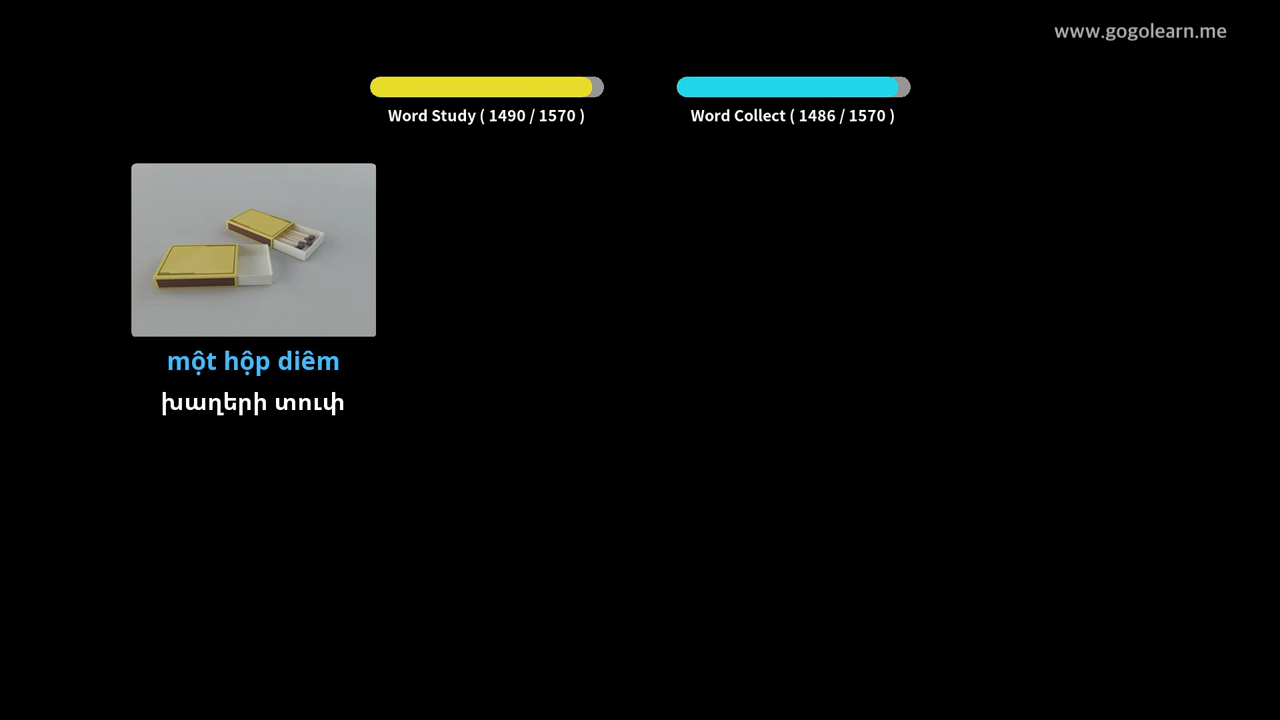 www.gogolearn.me
Word Study ( 1490 / 1570 )
Word Collect ( 1486 / 1570 )
một hộp diêm
խաղերի տուփ